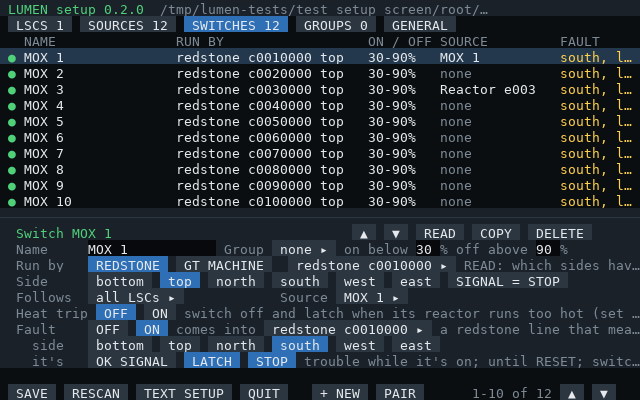 LUMEN setup 0.2.0 /tmp/lumen-tests/test setup screen/root/…
LSCS 1 SOURCES 12 SWITCHES 12 GROUPS 0 GENERAL
NAME RUN BY ON / OFF SOURCE FAULT
● MOX 1 redstone c0010000 top 30-90% MOX 1 south, l…
● MOX 2 redstone c0020000 top 30-90% none south, l…
● MOX 3 redstone c0030000 top 30-90% Reactor e003 south, l…
● MOX 4 redstone c0040000 top 30-90% none south, l…
● MOX 5 redstone c0050000 top 30-90% none south, l…
● MOX 6 redstone c0060000 top 30-90% none south, l…
● MOX 7 redstone c0070000 top 30-90% none south, l…
● MOX 8 redstone c0080000 top 30-90% none south, l…
● MOX 9 redstone c0090000 top 30-90% none south, l…
● MOX 10 redstone c0100000 top 30-90% none south, l…
Switch MOX 1 ▲ ▼ READ COPY DELETE
Name MOX 1 Group none ▸ on below 30 % off above 90 %
Run by REDSTONE GT MACHINE redstone c0010000 ▸ READ: which sides hav…
Side bottom top north south west east SIGNAL = STOP
Follows all LSCs ▸ Source MOX 1 ▸
Heat trip OFF ON switch off and latch when its reactor runs too hot (set …
Fault OFF ON comes into redstone c0010000 ▸ a redstone line that mea…
side bottom top north south west east
it's OK SIGNAL LATCH STOP trouble while it's on; until RESET; switc…
SAVE RESCAN TEXT SETUP QUIT + NEW PAIR 1-10 of 12 ▲ ▼